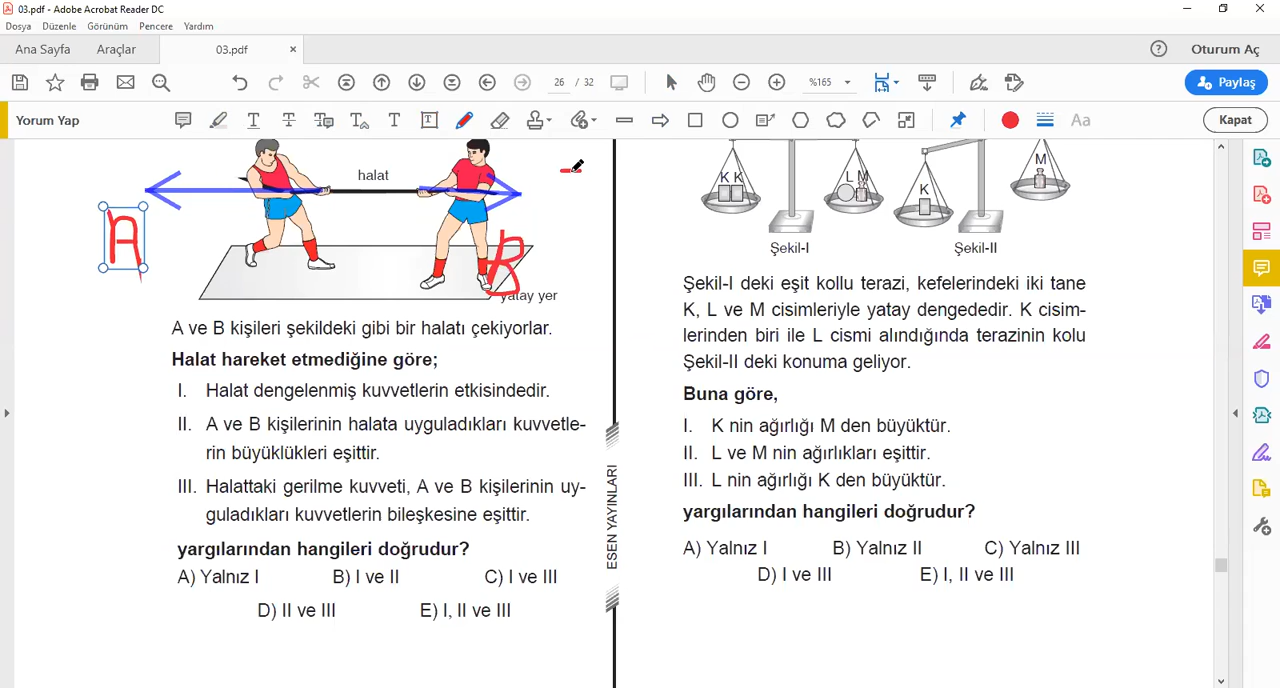 03.pdf - Adobe Acrobat Reader DC
Dosya Düzenle Görünüm Pencere Yardım
Ana Sayfa Araçlar 03.pdf × ? Oturum Aç
26 / 32 %165 Paylaş
Yorum Yap Aa Kapat
halat
A
B
yatay yer
A ve B kişileri şekildeki gibi bir halatı çekiyorlar.
Halat hareket etmediğine göre;
I. Halat dengelenmiş kuvvetlerin etkisindedir.
II. A ve B kişilerinin halata uyguladıkları kuvvetle-
rin büyüklükleri eşittir.
III. Halattaki gerilme kuvveti, A ve B kişilerinin uy-
guladıkları kuvvetlerin bileşkesine eşittir.
yargılarından hangileri doğrudur?
A) Yalnız I B) I ve II C) I ve III
D) II ve III E) I, II ve III
ESEN YAYINLARI
K K L M K M
Şekil-I Şekil-II
Şekil-I deki eşit kollu terazi, kefelerindeki iki tane
K, L ve M cisimleriyle yatay dengededir. K cisim-
lerinden biri ile L cismi alındığında terazinin kolu
Şekil-II deki konuma geliyor.
Buna göre,
I. K nin ağırlığı M den büyüktür.
II. L ve M nin ağırlıkları eşittir.
III. L nin ağırlığı K den büyüktür.
yargılarından hangileri doğrudur?
A) Yalnız I B) Yalnız II C) Yalnız III
D) I ve III E) I, II ve III